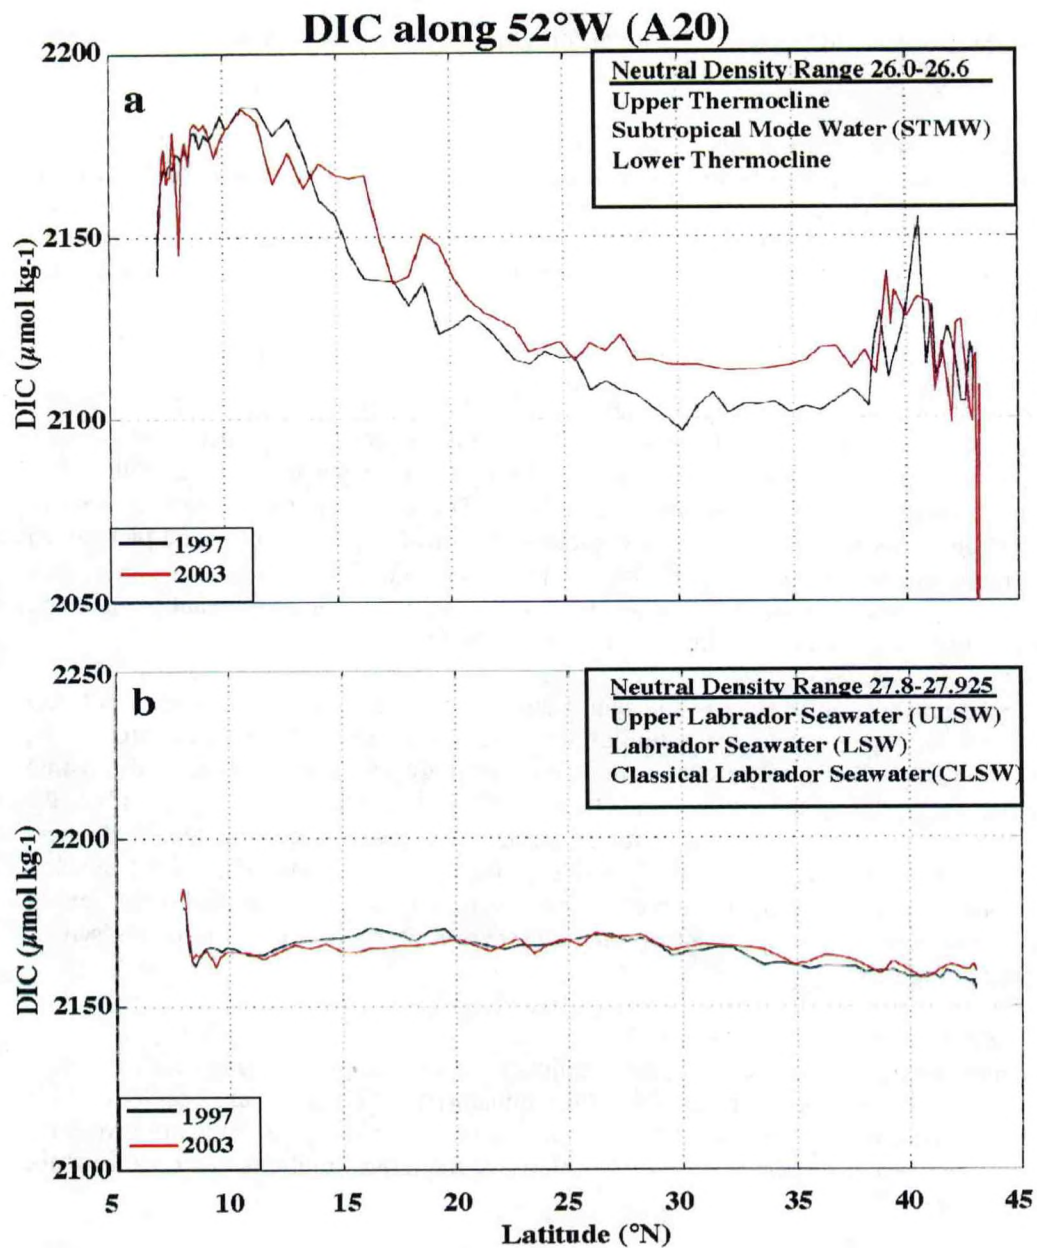 DIC along 52°W (A20)
2200
a
Neutral Density Range 26.0-26.6
Upper Thermocline
Subtropical Mode Water (STMW)
Lower Thermocline
2150
DIC (µmol kg-1)
2100
1997
2003
2050
2250
b
Neutral Density Range 27.8-27.925
Upper Labrador Seawater (ULSW)
Labrador Seawater (LSW)
Classical Labrador Seawater(CLSW)
2200
DIC (µmol kg-1)
2150
1997
2003
2100
5 10 15 20 25 30 35 40 45
Latitude (°N)